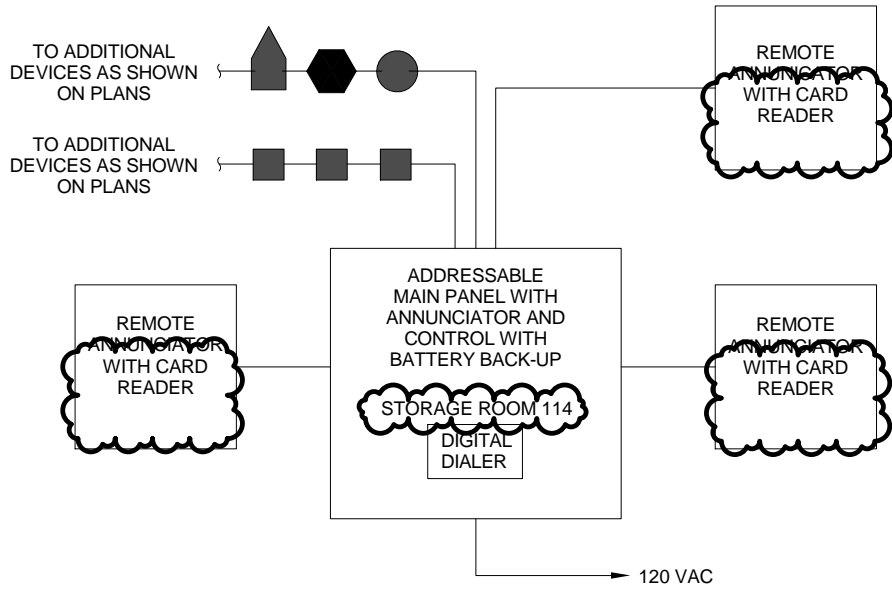 TO ADDITIONAL
DEVICES AS SHOWN
ON PLANS
TO ADDITIONAL
DEVICES AS SHOWN
ON PLANS
REMOTE
ANNUNICATOR
WITH CARD
READER
ADDRESSABLE
MAIN PANEL WITH
ANNUNCIATOR AND
CONTROL WITH
BATTERY BACK-UP
STORAGE ROOM 114
DIGITAL
DIALER
REMOTE
ANNUNCIATOR
WITH CARD
READER
REMOTE
ANNUNCIATOR
WITH CARD
READER
120 VAC